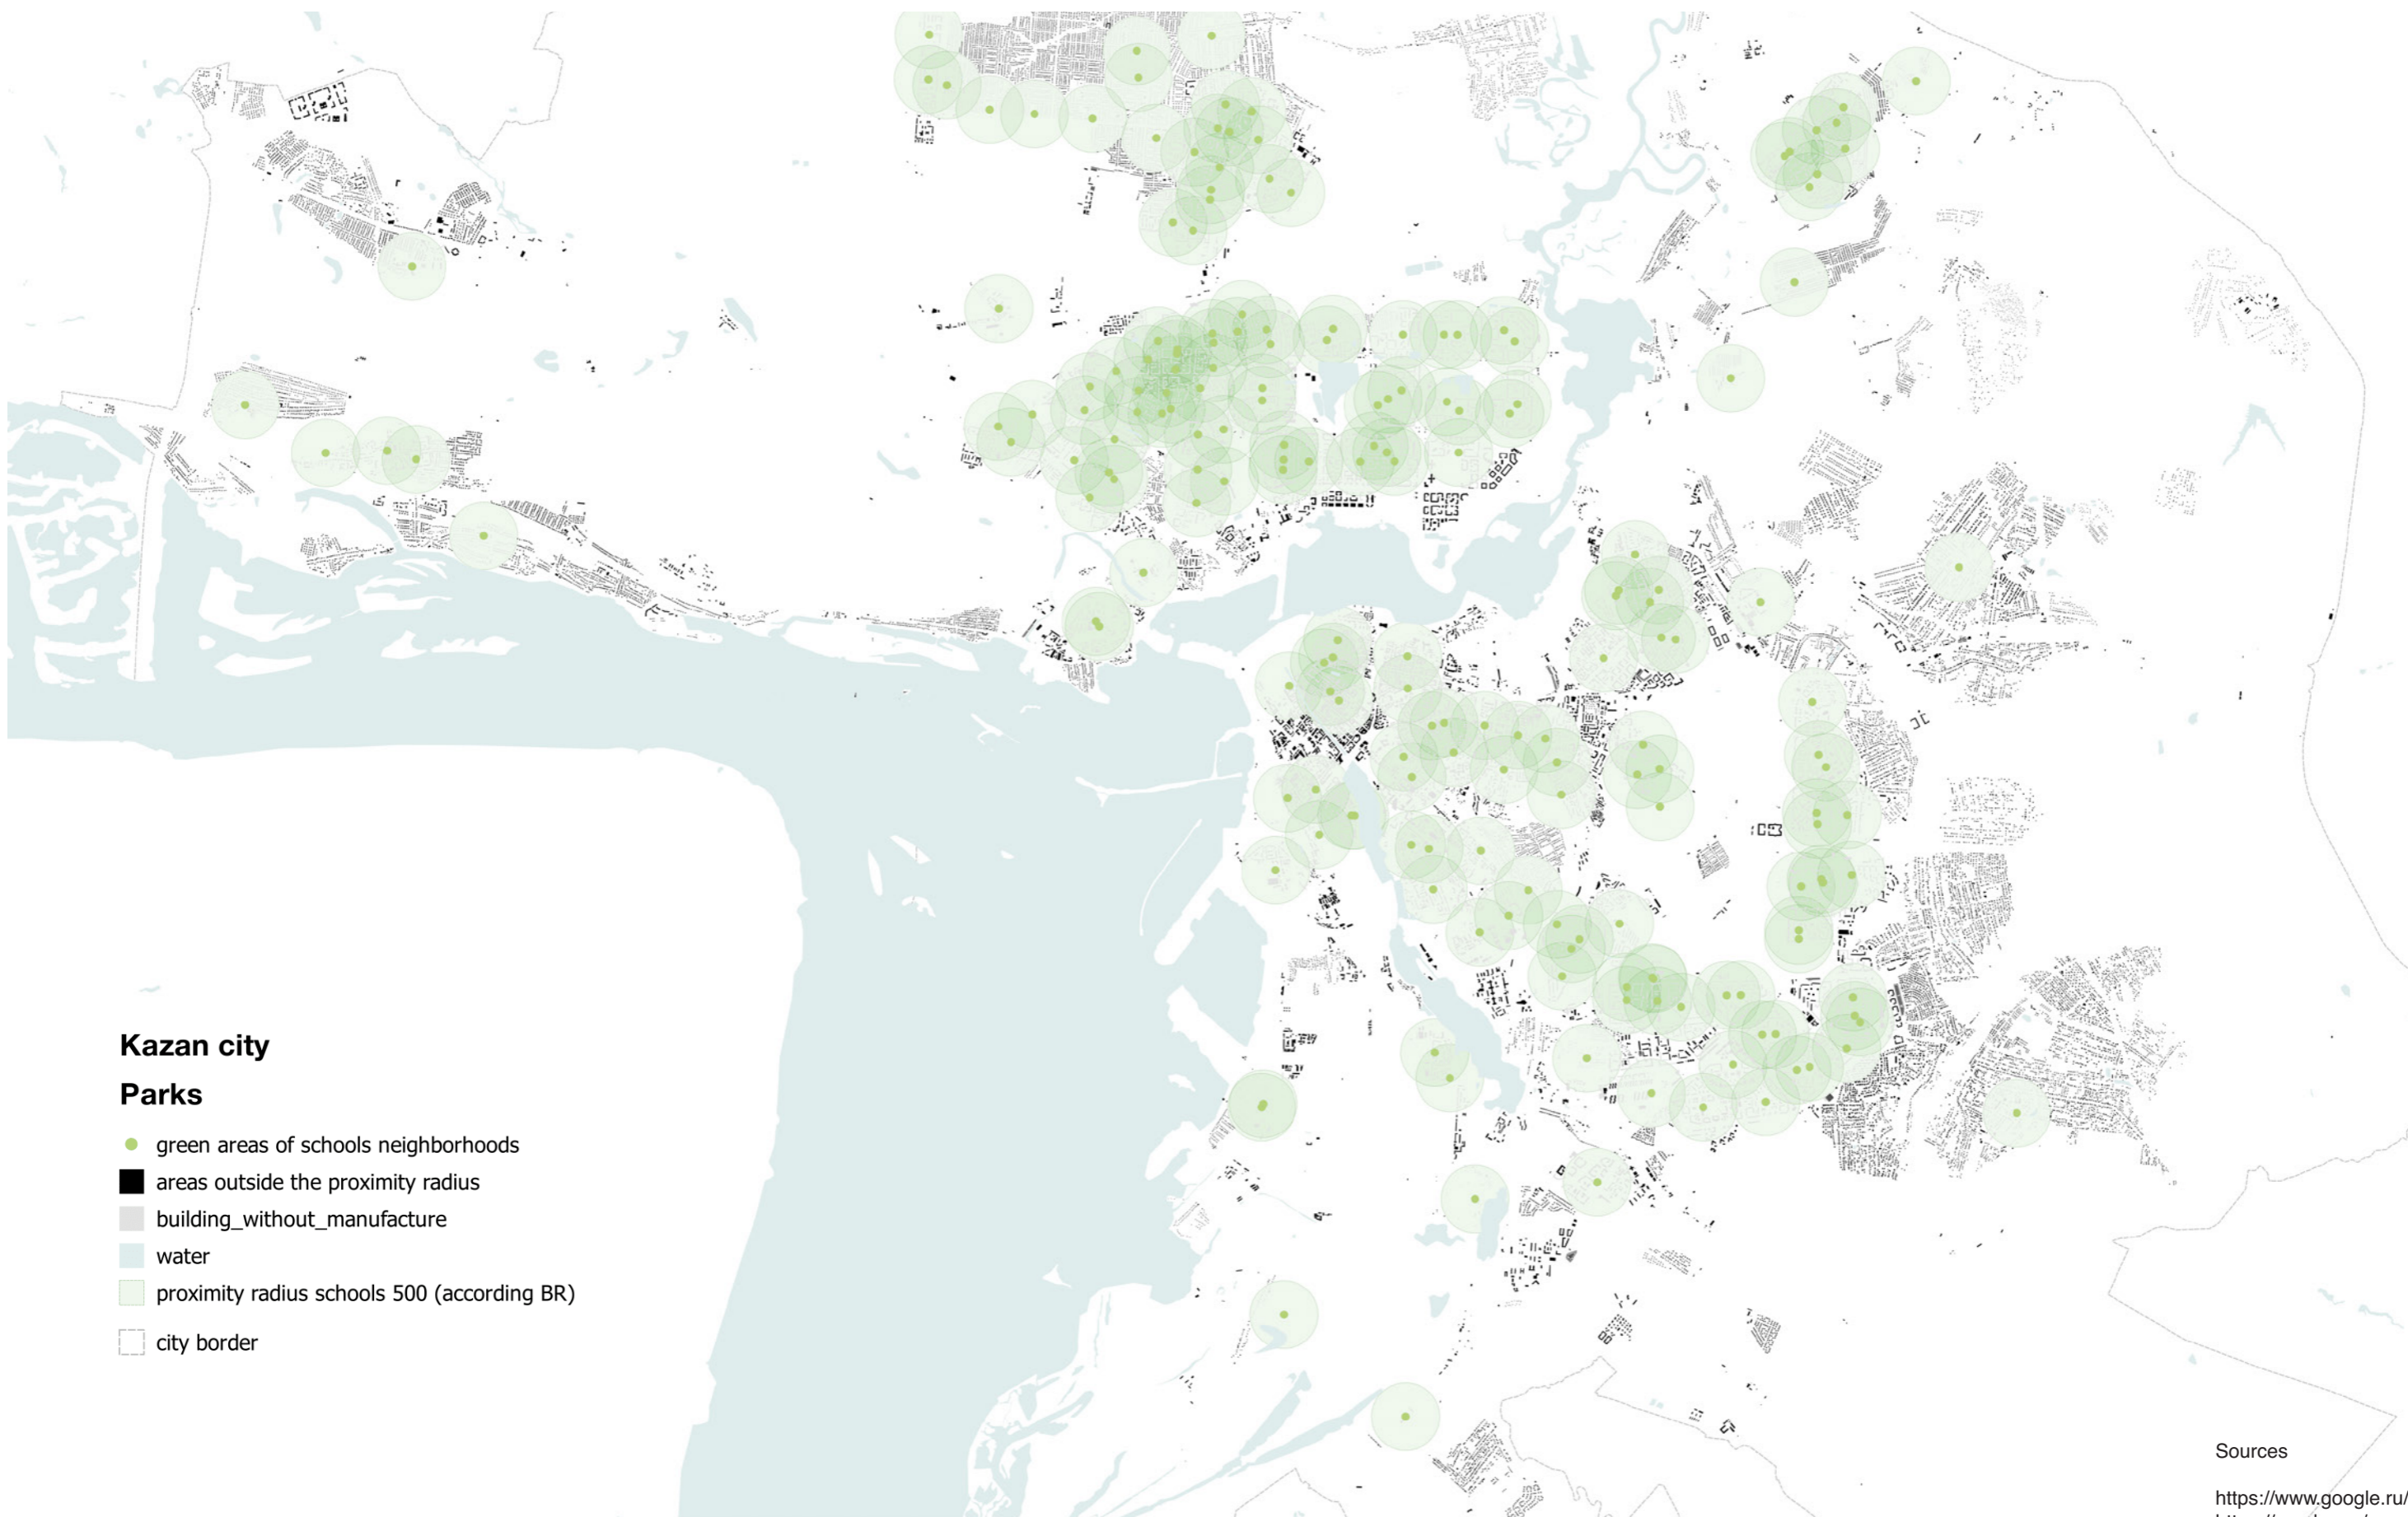 Kazan city
Parks
green areas of schools neighborhoods
areas outside the proximity radius
building_without_manufacture
water
proximity radius schools 500 (according BR)
city border
Sources
https://www.google.ru/